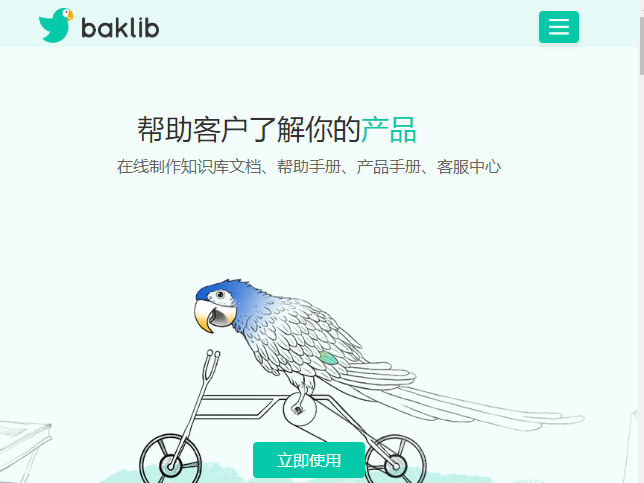 baklib
帮助客户了解你的产品
在线制作知识库文档、帮助手册、产品手册、客服中心
立即使用